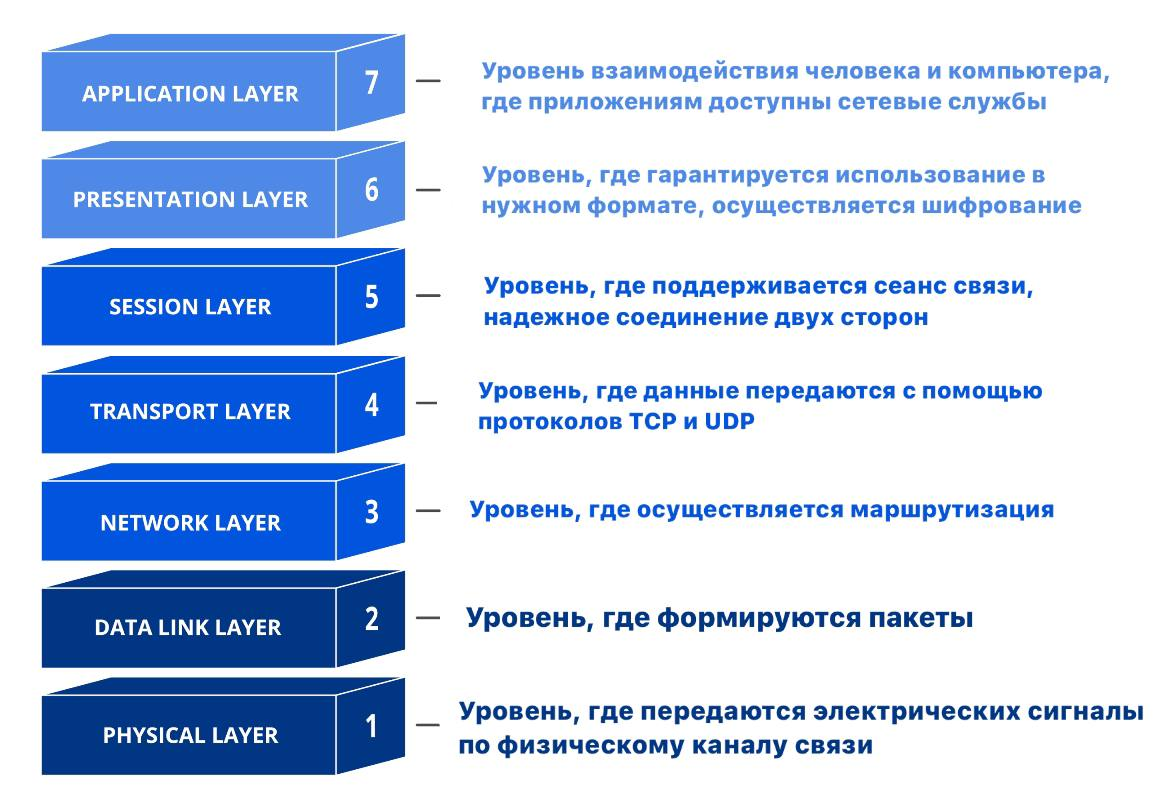 APPLICATION LAYER
7
Уровень взаимодействия человека и компьютера,
где приложениям доступны сетевые службы
PRESENTATION LAYER
6
Уровень, где гарантируется использование в
нужном формате, осуществляется шифрование
SESSION LAYER
5
Уровень, где поддерживается сеанс связи,
надежное соединение двух сторон
TRANSPORT LAYER
4
Уровень, где данные передаются с помощью
протоколов TCP и UDP
NETWORK LAYER
3
Уровень, где осуществляется маршрутизация
DATA LINK LAYER
2
Уровень, где формируются пакеты
PHYSICAL LAYER
1
Уровень, где передаются электрических сигналы
по физическому каналу связи